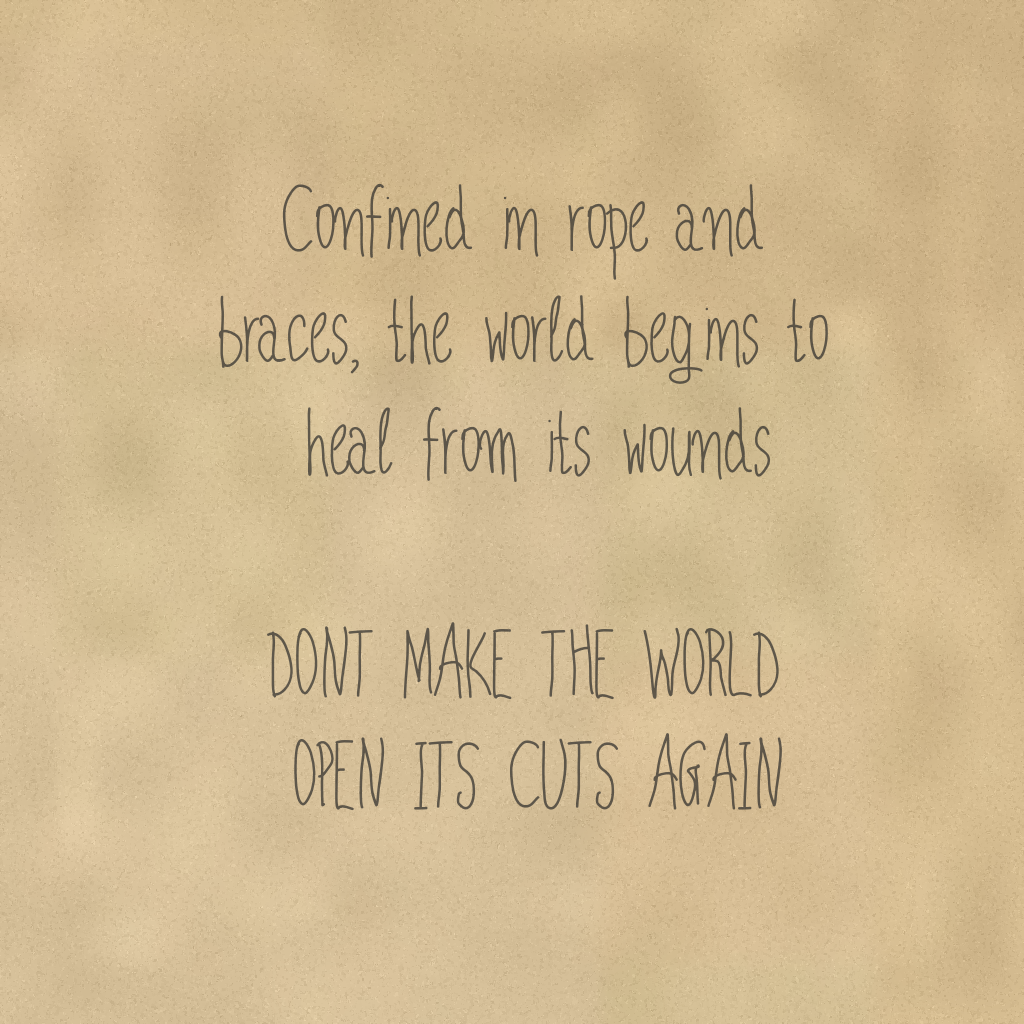 Confined in rope and
braces, the world begins to
heal from its wounds
DONT MAKE THE WORLD
OPEN ITS CUTS AGAIN